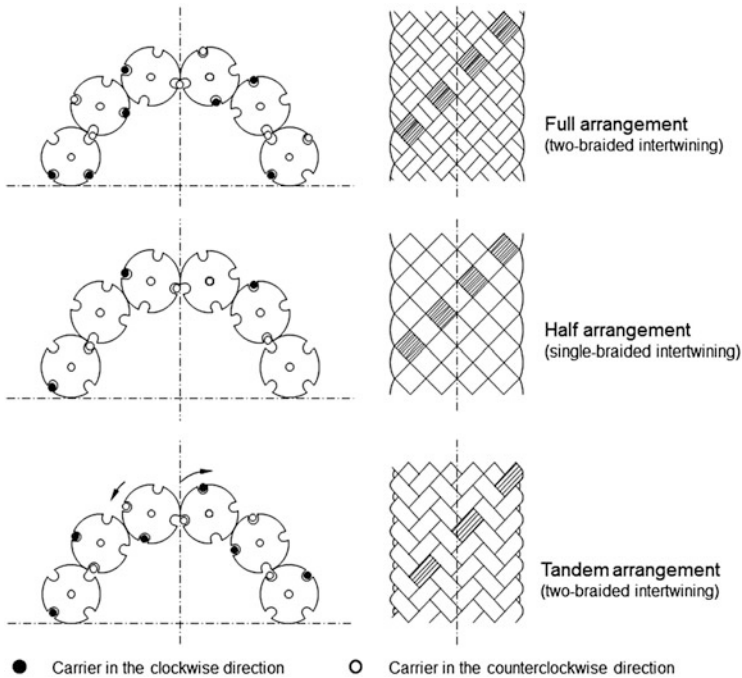 Full arrangement
(two-braided intertwining)
Half arrangement
(single-braided intertwining)
Tandem arrangement
(two-braided intertwining)
Carrier in the clockwise direction
Carrier in the counterclockwise direction